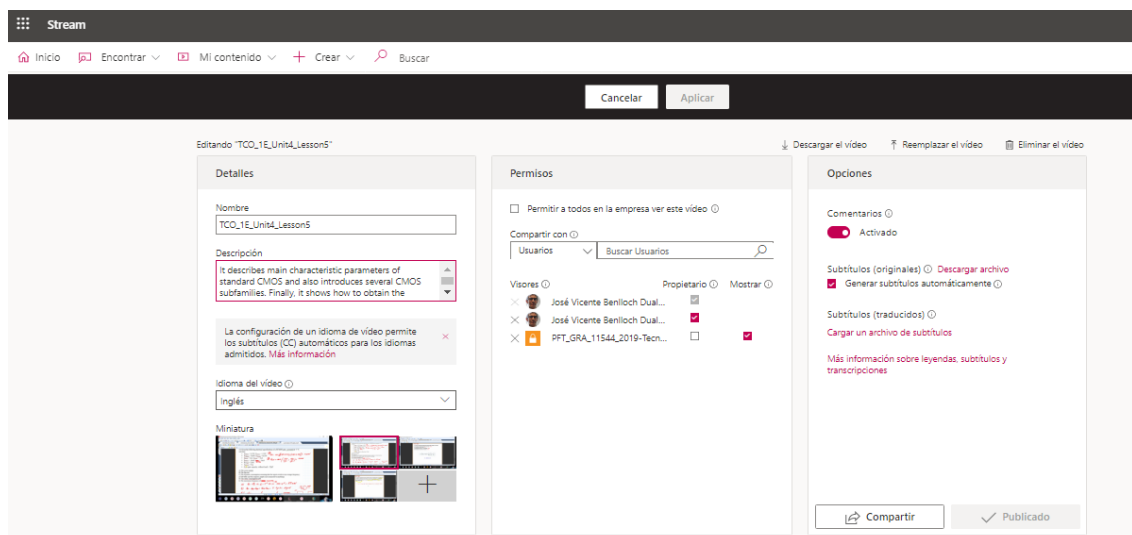 Stream
Inicio Encontrar Mi contenido Crear Buscar
Cancelar Aplicar
Editando "TCO_1E_Unit4_Lesson5"
Descargar el vídeo Reemplazar el vídeo Eliminar el vídeo
Detalles
Nombre
TCO_1E_Unit4_Lesson5
Descripción
It describes main characteristic parameters of
standard CMOS and also introduces several CMOS
subfamilies. Finally, it shows how to obtain the
La configuración de un idioma de vídeo permite
los subtítulos (CC) automáticos para los idiomas
admitidos. Más información
Idioma del vídeo
Inglés
Miniatura
Permisos
Permitir a todos en la empresa ver este vídeo
Compartir con
Usuarios Buscar Usuarios
Visores Propietario Mostrar
José Vicente Benlloch Dual...
José Vicente Benlloch Dual...
PFT_GRA_11544_2019-Tecn...
Opciones
Comentarios
Activado
Subtítulos (originales) Descargar archivo
Generar subtítulos automáticamente
Subtítulos (traducidos)
Cargar un archivo de subtítulos
Más información sobre leyendas, subtítulos y
transcripciones
Compartir Publicado